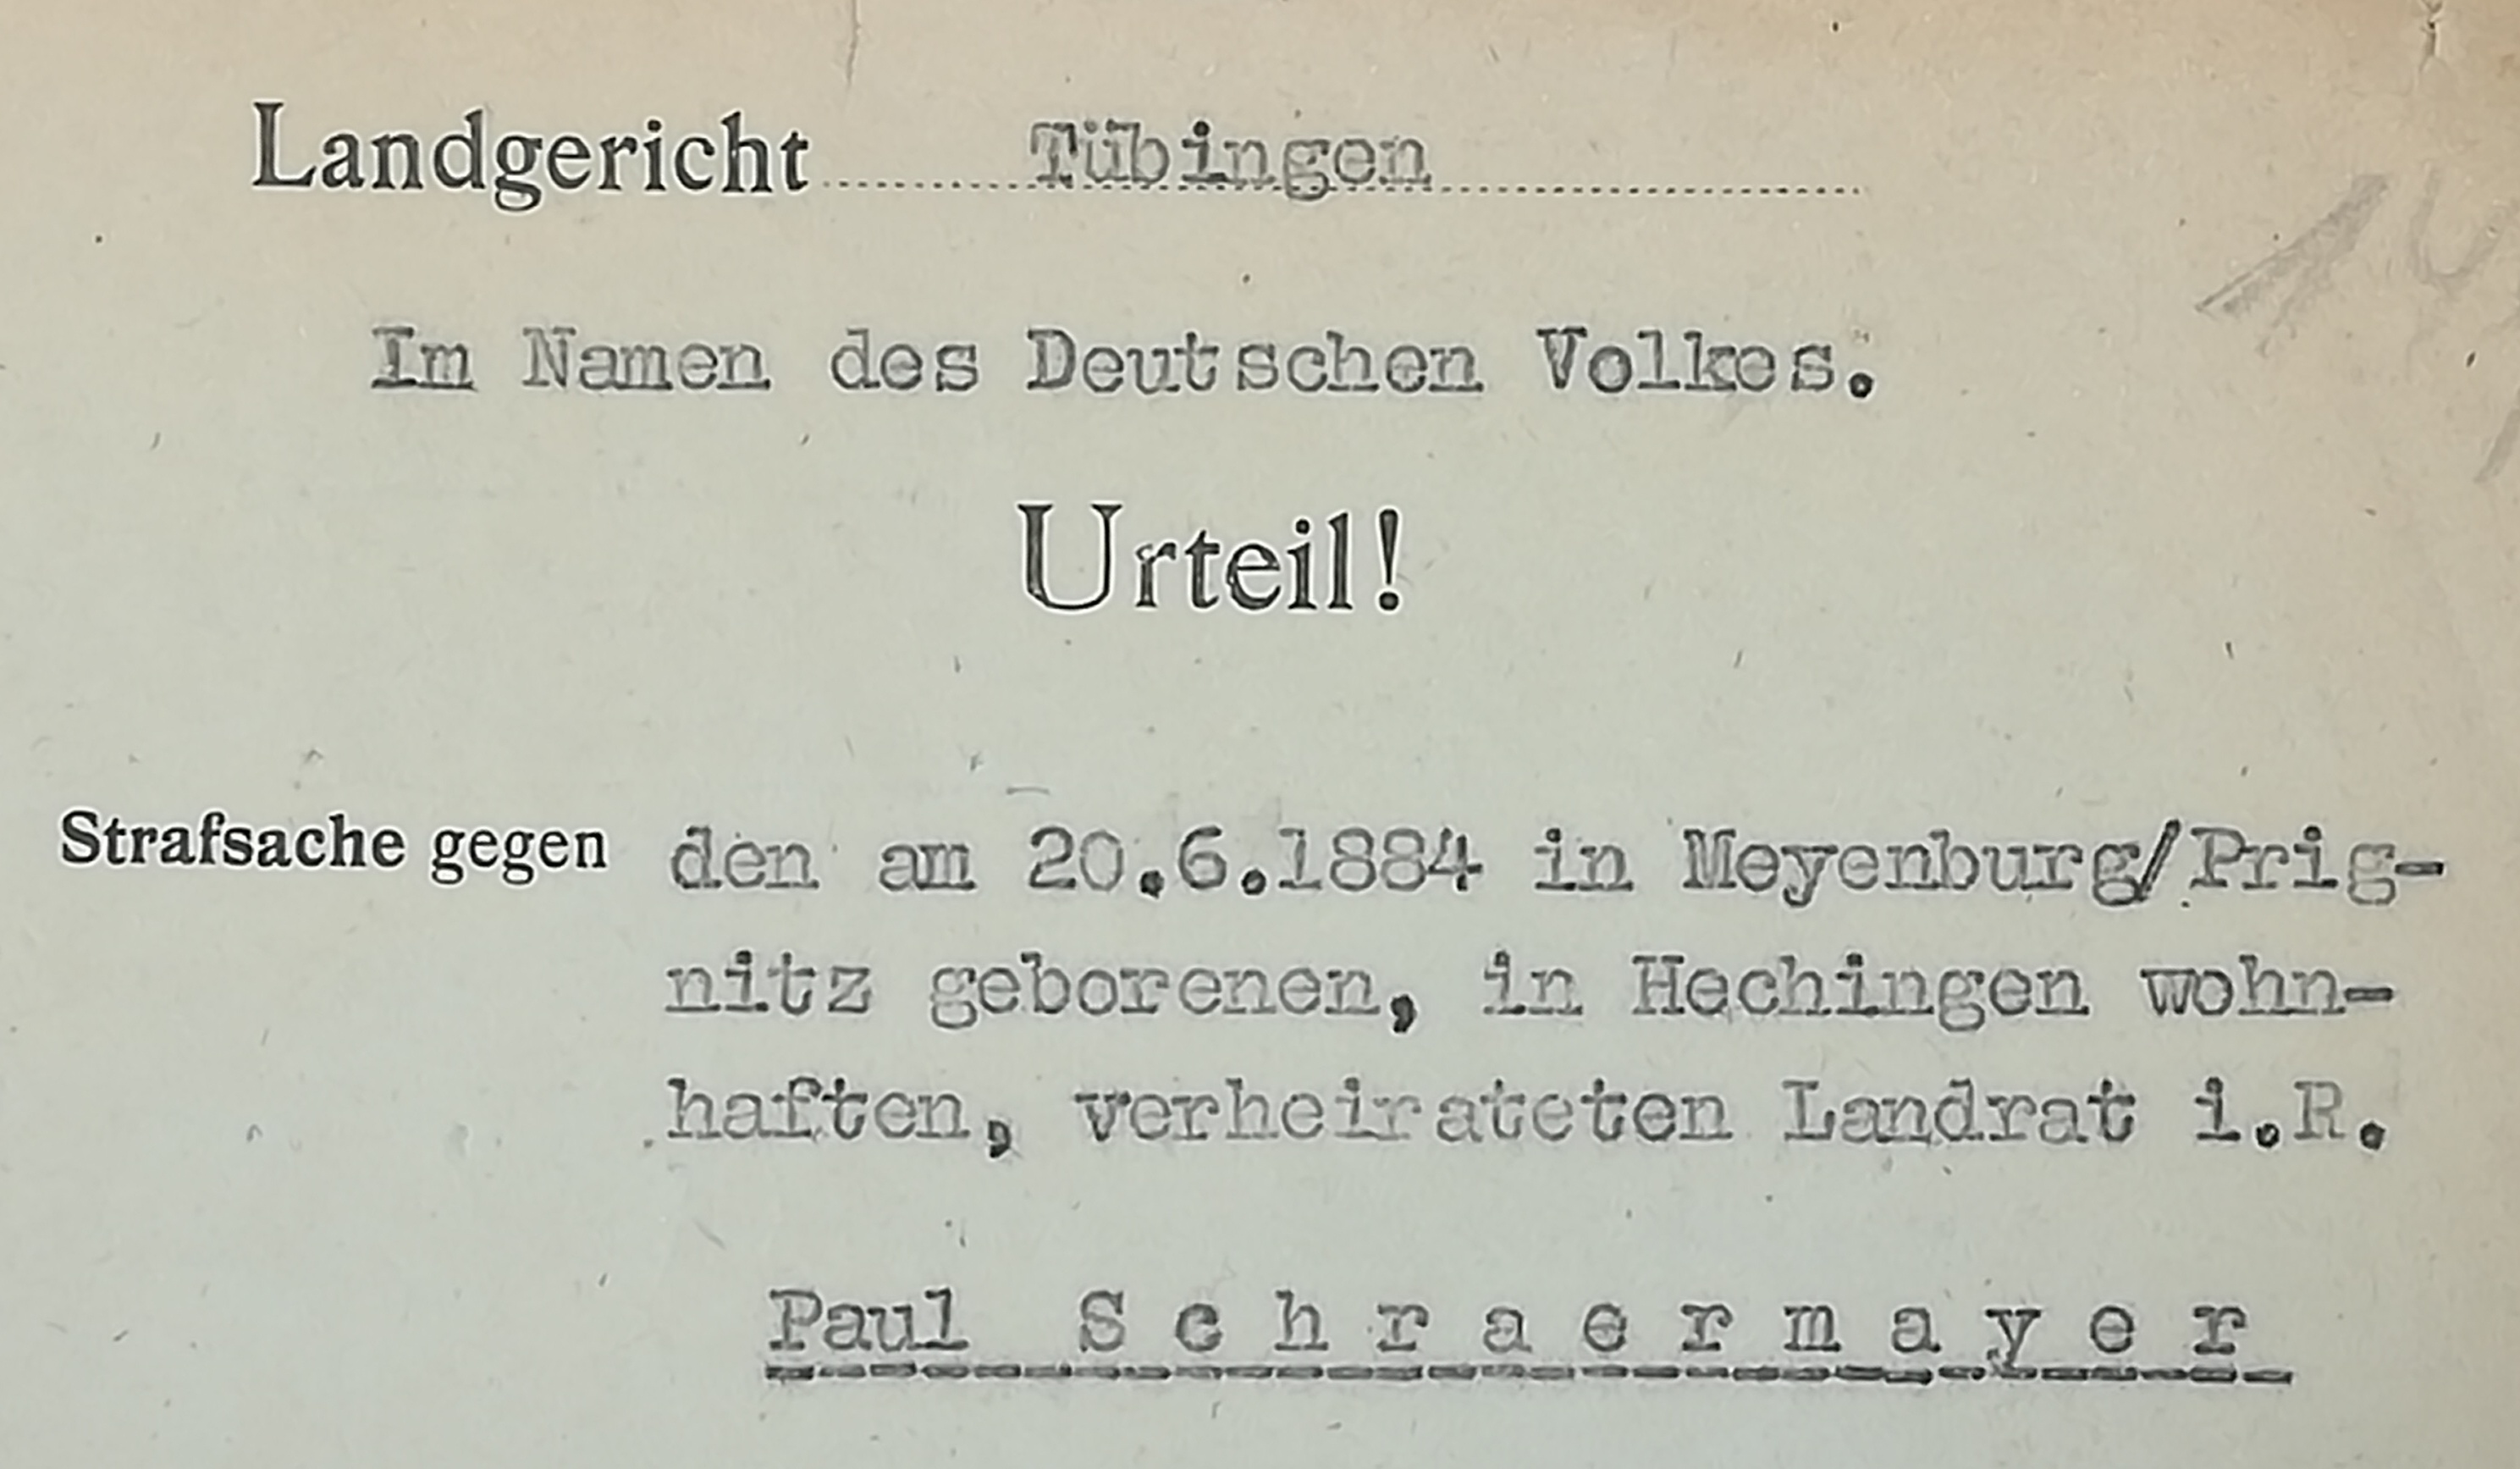 Landgericht Tübingen
Im Namen des Deutschen Volkes.
Urteil!
Strafsache gegen den am 20.6.1884 in Meyenburg/Prig-
nitz geborenen, in Hechingen wohn-
haften, verheirateten Landrat i.R.
Paul S c h r a e r m a y e r